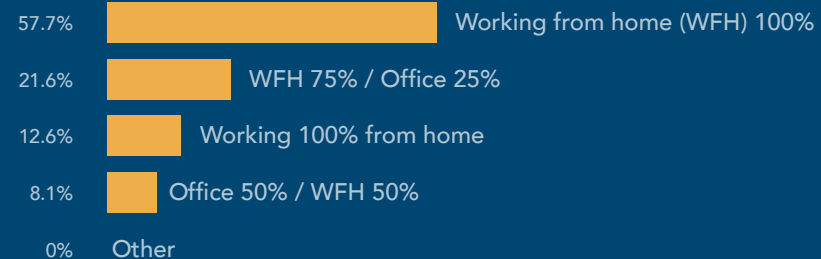 57.7% Working from home (WFH) 100%
21.6% WFH 75% / Office 25%
12.6% Working 100% from home
8.1% Office 50% / WFH 50%
0% Other